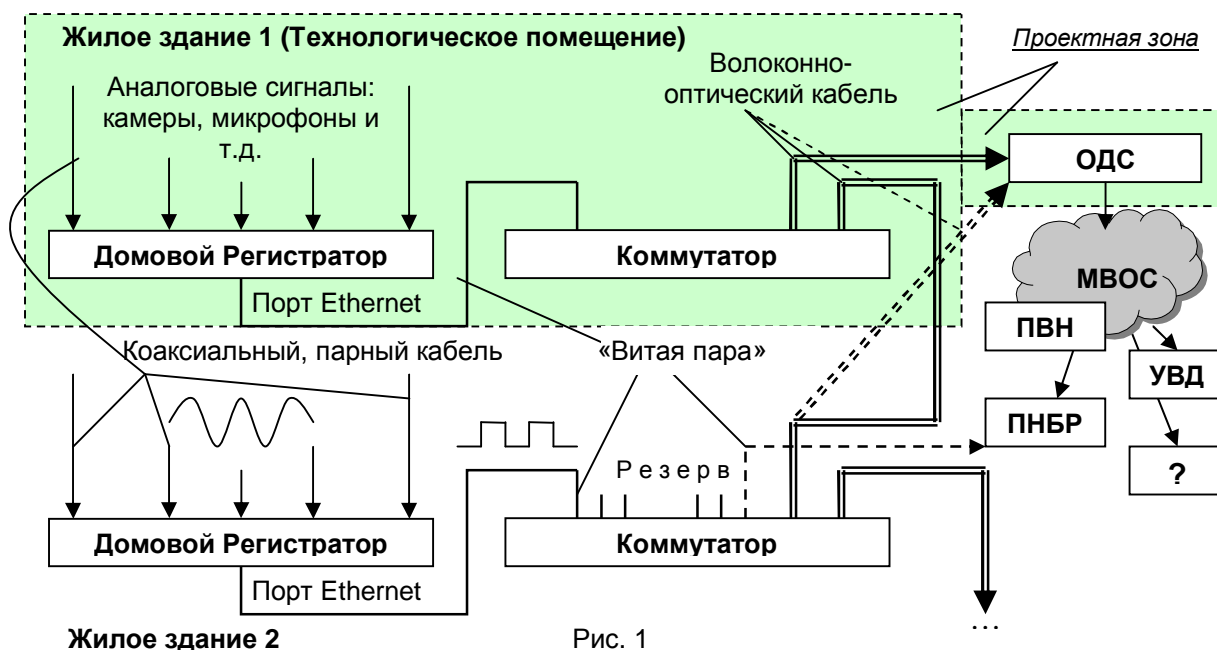 Жилое здание 1 (Технологическое помещение)
Проектная зона
Аналоговые сигналы:
камеры, микрофоны и
т.д.
Волоконно-
оптический кабель
ОДС
Домовой Регистратор
Коммутатор
МВОС
Порт Ethernet
ПВН
Коаксиальный, парный кабель
«Витая пара»
УВД
ПНБР
Резерв
?
Домовой Регистратор
Коммутатор
Порт Ethernet
...
Жилое здание 2
Рис. 1